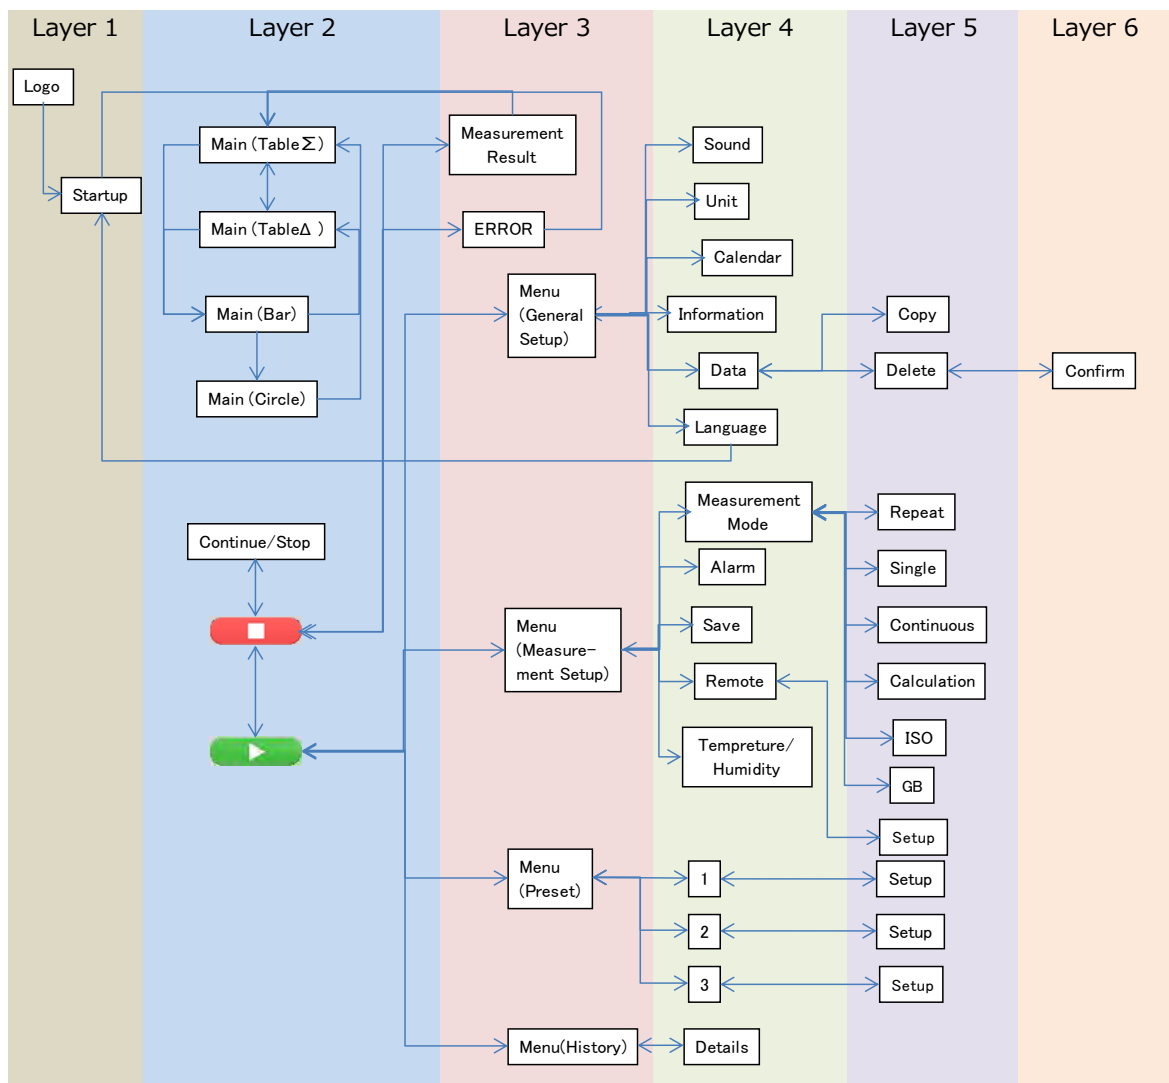 Layer 1
Layer 2
Layer 3
Layer 4
Layer 5
Layer 6
Logo
Startup
Main (TableΣ)
Main (TableΔ )
Main (Bar)
Main (Circle)
Continue/Stop
Measurement
Result
ERROR
Menu
(General
Setup)
Menu
(Measure-
ment Setup)
Menu
(Preset)
Menu(History)
Sound
Unit
Calendar
Information
Data
Language
Measurement
Mode
Alarm
Save
Remote
Tempreture/
Humidity
1
2
3
Details
Copy
Delete
Repeat
Single
Continuous
Calculation
ISO
GB
Setup
Setup
Setup
Setup
Confirm